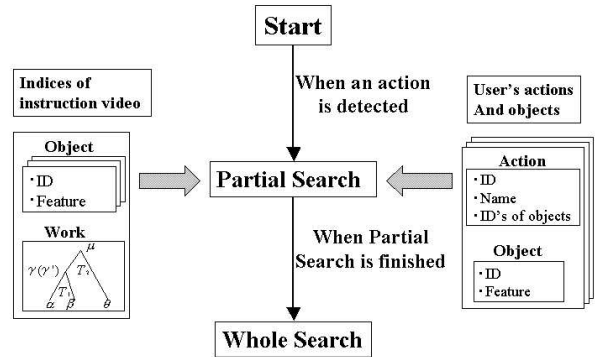 Start
When an action
is detected
Indices of
instruction video
User's actions
And objects
Object
・ID
・Feature
Work
μ
γ(γ') T₂
T₁
α β θ
Partial Search
Action
・ID
・Name
・ID's of objects
Object
・ID
・Feature
When Partial
Search is finished
Whole Search